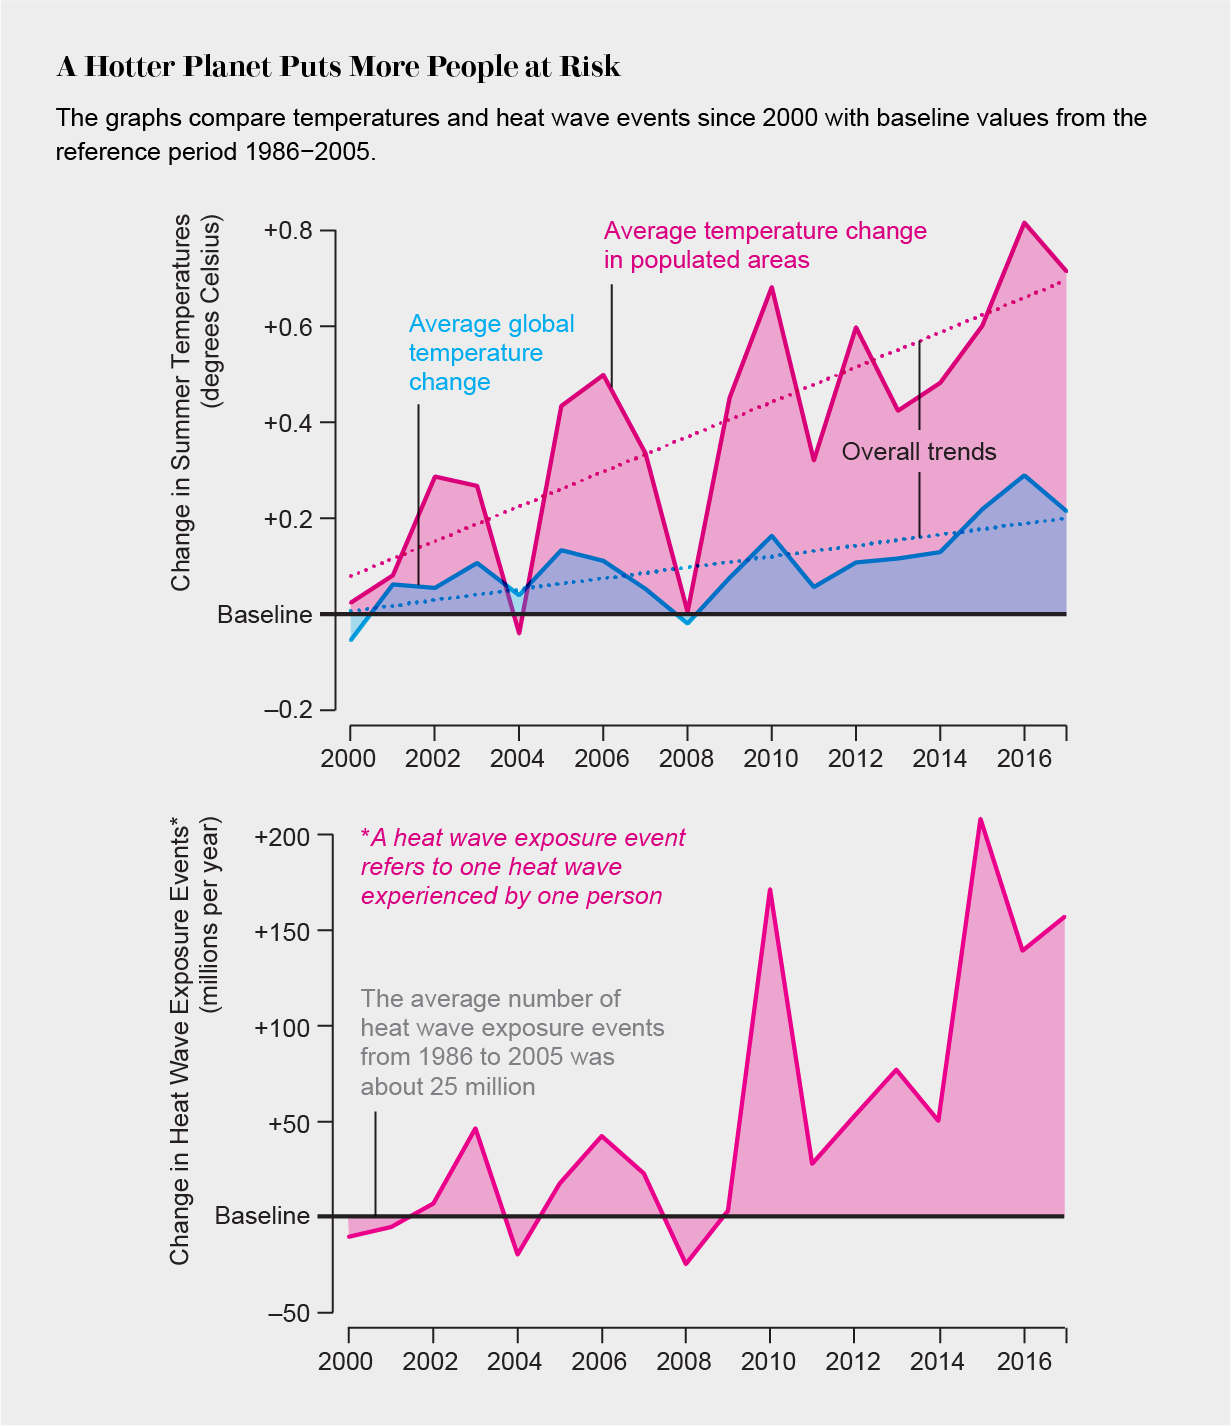 A Hotter Planet Puts More People at Risk
The graphs compare temperatures and heat wave events since 2000 with baseline values from the
reference period 1986–2005.
Change in Summer Temperatures
(degrees Celsius)
+0.8
+0.6
+0.4
+0.2
Baseline
–0.2
Average temperature change
in populated areas
Average global
temperature
change
Overall trends
2000 2002 2004 2006 2008 2010 2012 2014 2016
Change in Heat Wave Exposure Events*
(millions per year)
+200
+150
+100
+50
Baseline
–50
*A heat wave exposure event
refers to one heat wave
experienced by one person
The average number of
heat wave exposure events
from 1986 to 2005 was
about 25 million
2000 2002 2004 2006 2008 2010 2012 2014 2016